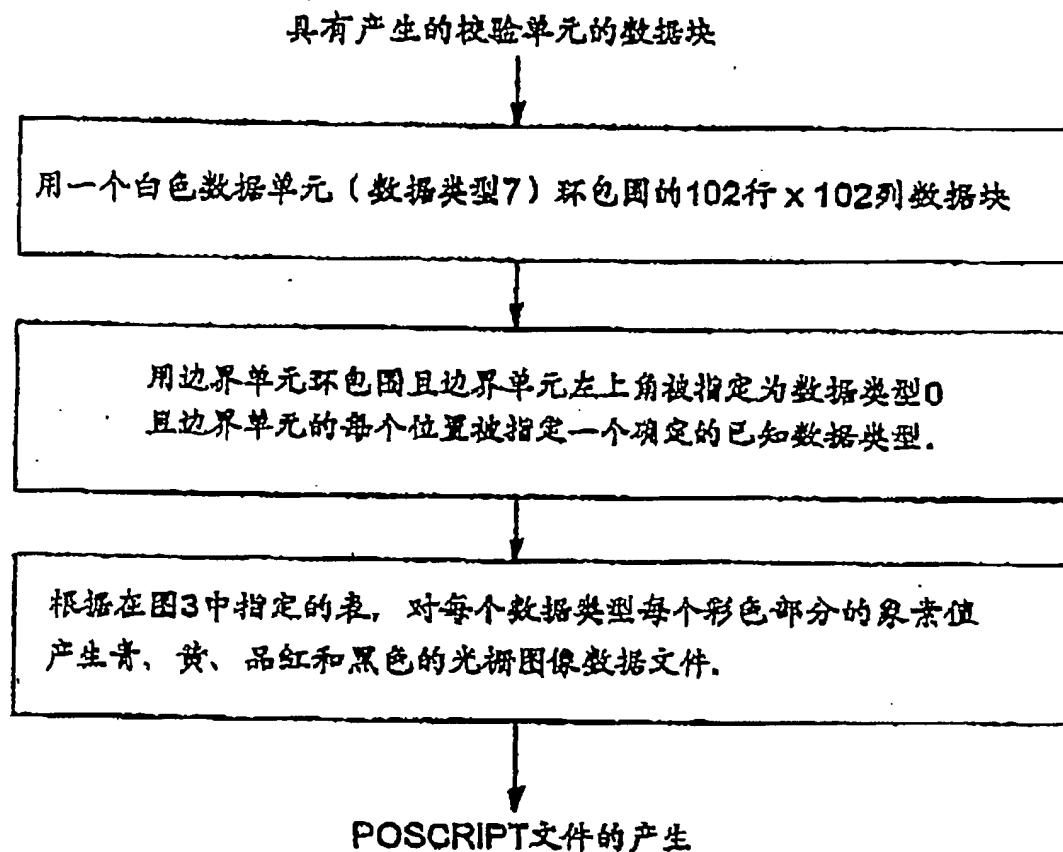 具有产生的校验单元的数据块
用一个白色数据单元（数据类型7）环包围的102行 x 102列数据块
用边界单元环包围且边界单元左上角被指定为数据类型0
且边界单元的每个位置被指定一个确定的已知数据类型.
根据在图3中指定的表, 对每个数据类型每个彩色部分的象素值
产生青、黄、品红和黑色的光栅图像数据文件.
POSCRIPT文件的产生